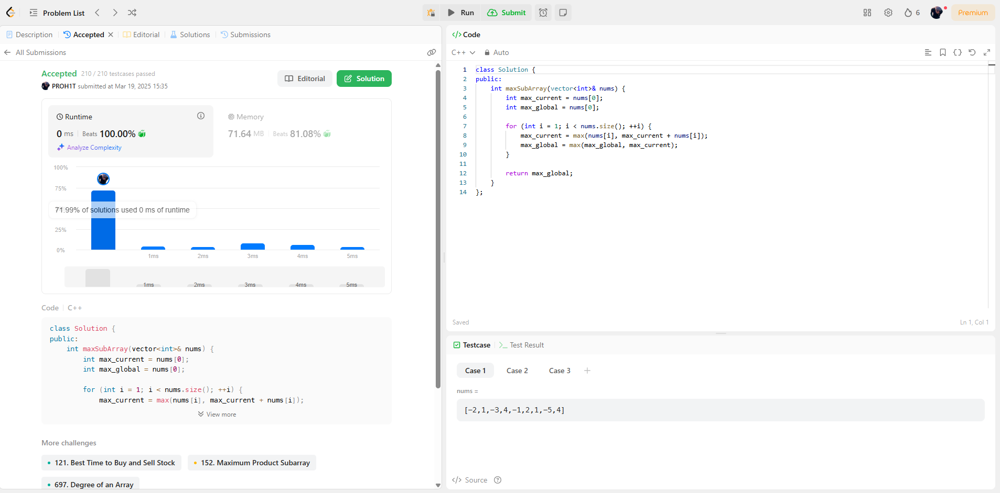 Problem List
Run
Submit
6
Premium
Description
Accepted
Editorial
Solutions
Submissions
All Submissions
Accepted 210 / 210 testcases passed
PROH1T submitted at Mar 19, 2025 15:35
Editorial
Solution
Runtime
0 ms Beats 100.00%
Analyze Complexity
Memory
71.64 MB Beats 81.08%
100%
75%
71.99% of solutions used 0 ms of runtime
25%
0%
1ms 2ms 3ms 4ms 5ms
1ms 2ms 3ms 4ms 5ms
Code C++
class Solution {
public:
    int maxSubArray(vector<int>& nums) {
        int max_current = nums[0];
        int max_global = nums[0];
        for (int i = 1; i < nums.size(); ++i) {
            max_current = max(nums[i], max_current + nums[i]);
View more
More challenges
121. Best Time to Buy and Sell Stock
152. Maximum Product Subarray
697. Degree of an Array
</> Code
C++ Auto
1 class Solution {
2 public:
3     int maxSubArray(vector<int>& nums) {
4         int max_current = nums[0];
5         int max_global = nums[0];
6
7         for (int i = 1; i < nums.size(); ++i) {
8             max_current = max(nums[i], max_current + nums[i]);
9             max_global = max(max_global, max_current);
10         }
11
12         return max_global;
13     }
14 };
Saved
Ln 1, Col 1
Testcase
Test Result
Case 1
Case 2
Case 3
nums =
[-2,1,-3,4,-1,2,1,-5,4]
</> Source